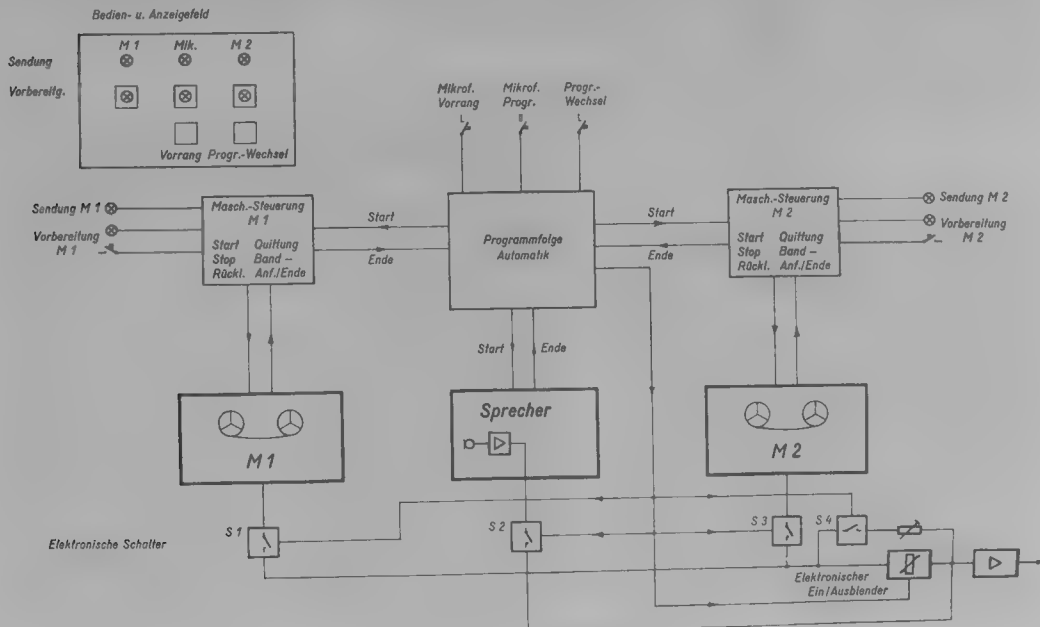 Bedien- u. Anzeigefeld
M 1 Mik. M 2
Sendung
Vorbereitg.
Vorrang Progr.-Wechsel
Mikrof. Vorrang
Mikrof. Progr.
Progr.- Wechsel
Sendung M 1
Vorbereitung M 1
Masch.-Steuerung
M 1
Start Quittung
Stop Band –
Rückl. Anf./Ende
Start
Ende
Programmfolge
Automatik
Start
Ende
Masch.-Steuerung
M 2
Start Quittung
Stop Band –
Rückl. Anf./Ende
Sendung M 2
Vorbereitung
M 2
Start
Ende
M 1
Sprecher
M 2
S 1
S 2
S 3
S 4
Elektronische Schalter
Elektronischer
Ein/Ausblender